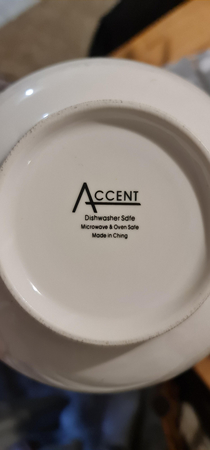 ACCENT
Dishwasher Safe
Microwave & Oven Safe
Made in China